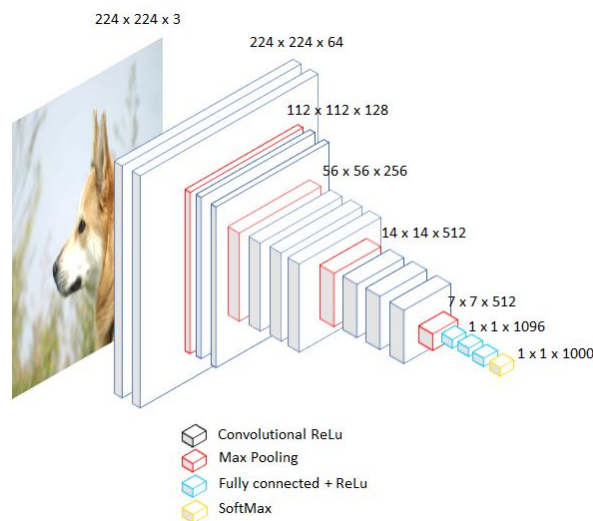 224 x 224 x 3
224 x 224 x 64
112 x 112 x 128
56 x 56 x 256
14 x 14 x 512
7 x 7 x 512
1 x 1 x 1096
1 x 1 x 1000
Convolutional ReLu
Max Pooling
Fully connected + ReLu
SoftMax